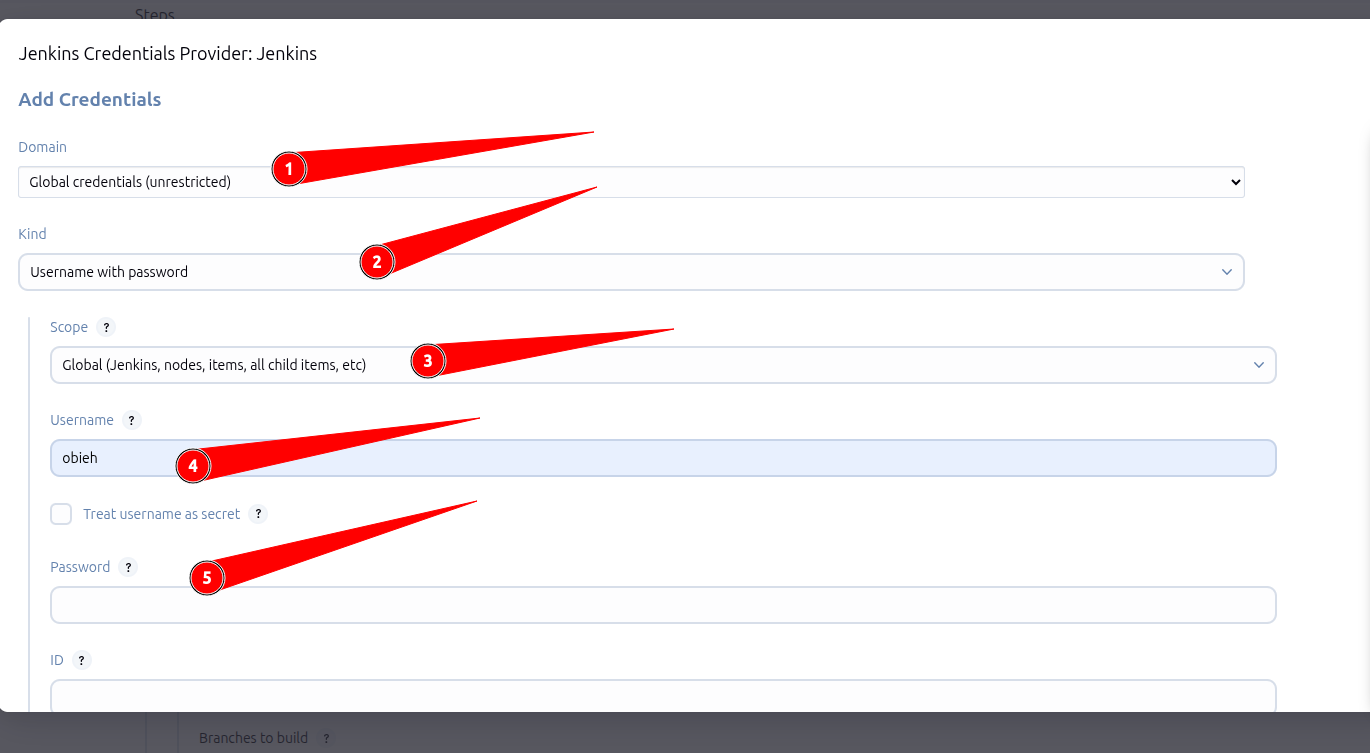 Steps
Jenkins Credentials Provider: Jenkins
Add Credentials
Domain
1
Global credentials (unrestricted)
Kind
2
Username with password
Scope ?
3
Global (Jenkins, nodes, items, all child items, etc)
Username ?
obieh
4
Treat username as secret ?
Password ?
5
ID ?
Branches to build ?